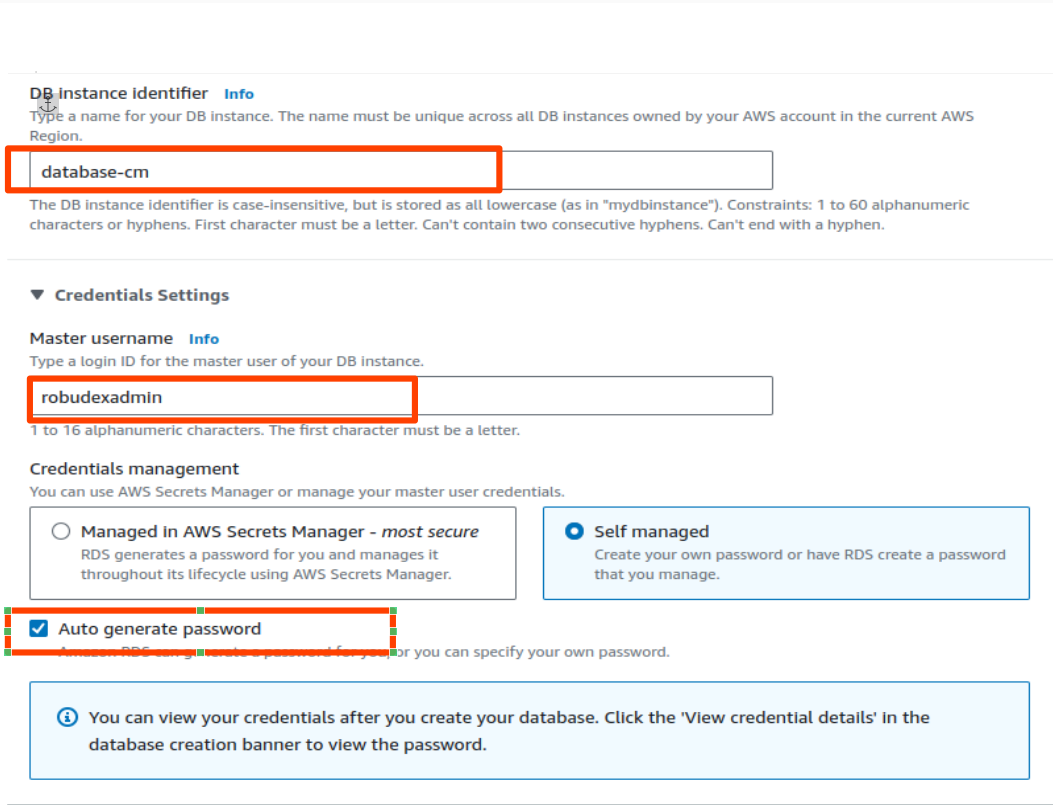 DB instance identifier Info
Type a name for your DB instance. The name must be unique across all DB instances owned by your AWS account in the current AWS
Region.
database-cm
The DB instance identifier is case-insensitive, but is stored as all lowercase (as in "mydbinstance"). Constraints: 1 to 60 alphanumeric
characters or hyphens. First character must be a letter. Can't contain two consecutive hyphens. Can't end with a hyphen.
Credentials Settings
Master username Info
Type a login ID for the master user of your DB instance.
robudexadmin
1 to 16 alphanumeric characters. The first character must be a letter.
Credentials management
You can use AWS Secrets Manager or manage your master user credentials.
Managed in AWS Secrets Manager - most secure
RDS generates a password for you and manages it
throughout its lifecycle using AWS Secrets Manager.
Self managed
Create your own password or have RDS create a password
that you manage.
Auto generate password
Amazon RDS can generate a password for you, or you can specify your own password.
You can view your credentials after you create your database. Click the 'View credential details' in the
database creation banner to view the password.